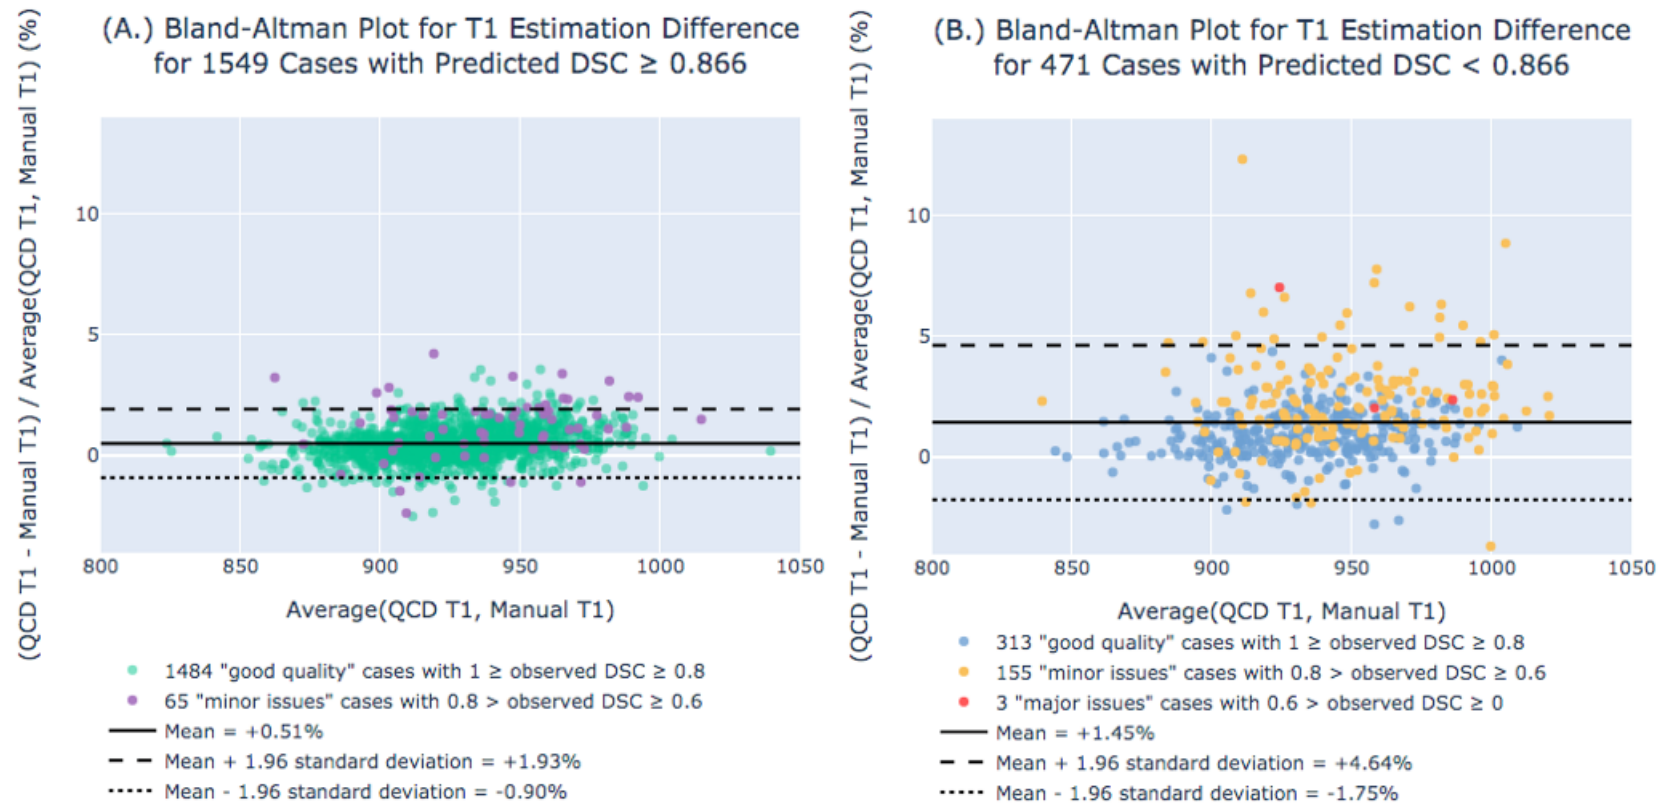 (A.) Bland-Altman Plot for T1 Estimation Difference
for 1549 Cases with Predicted DSC ≥ 0.866
(QCD T1 - Manual T1) / Average(QCD T1, Manual T1) (%)
10
5
0
800 850 900 950 1000 1050
Average(QCD T1, Manual T1)
1484 "good quality" cases with 1 ≥ observed DSC ≥ 0.8
65 "minor issues" cases with 0.8 > observed DSC ≥ 0.6
Mean = +0.51%
Mean + 1.96 standard deviation = +1.93%
Mean - 1.96 standard deviation = -0.90%
(B.) Bland-Altman Plot for T1 Estimation Difference
for 471 Cases with Predicted DSC < 0.866
(QCD T1 - Manual T1) / Average(QCD T1, Manual T1) (%)
10
5
0
800 850 900 950 1000 1050
Average(QCD T1, Manual T1)
313 "good quality" cases with 1 ≥ observed DSC ≥ 0.8
155 "minor issues" cases with 0.8 > observed DSC ≥ 0.6
3 "major issues" cases with 0.6 > observed DSC ≥ 0
Mean = +1.45%
Mean + 1.96 standard deviation = +4.64%
Mean - 1.96 standard deviation = -1.75%